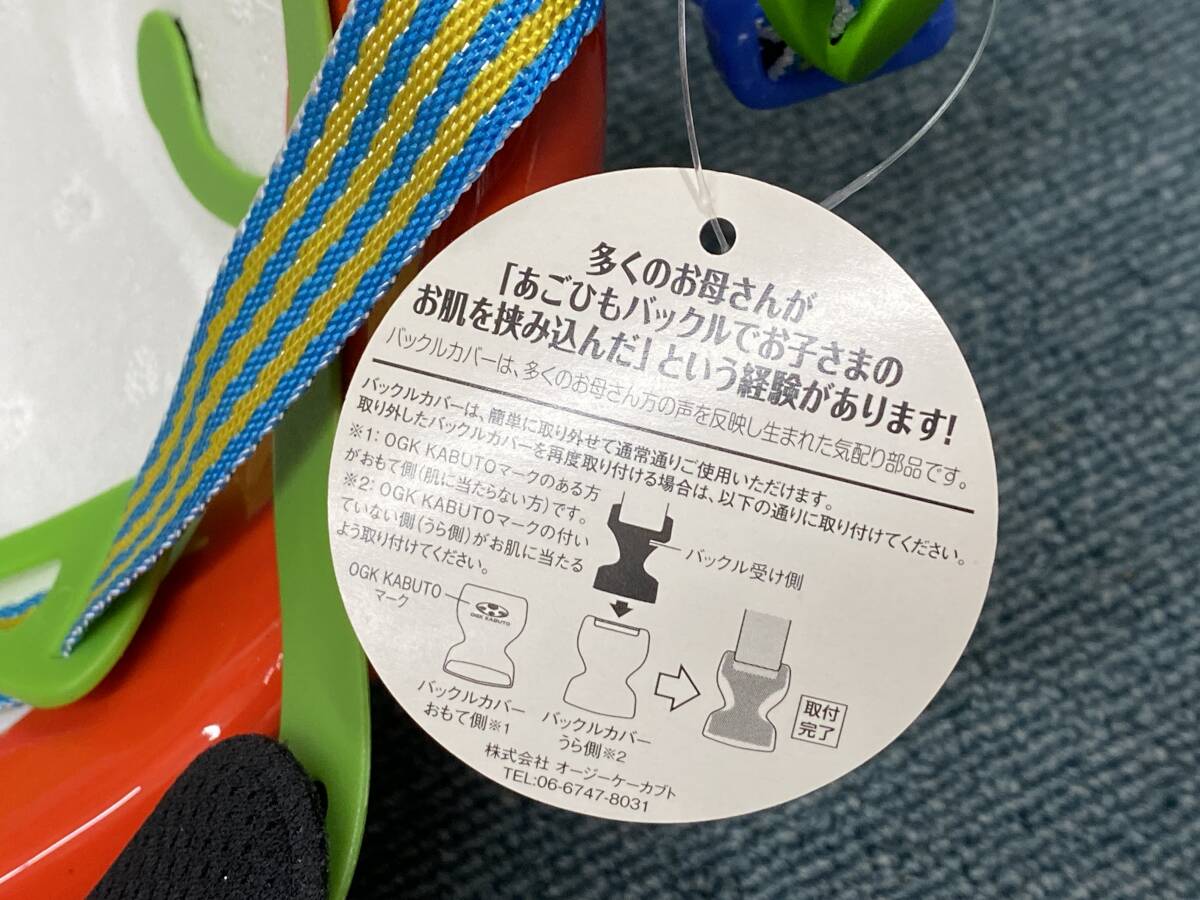 多くのお母さんが
「あごひもバックルでお子さまの
お肌を挟み込んだ」という経験があります!
バックルカバーは、多くのお母さん方の声を反映し生まれた気配り部品です。
バックルカバーは、簡単に取り外せて通常通りご使用いただけます。
取り外したバックルカバーを再度取り付ける場合は、以下の通りに取り付けてください。
※1：OGK KABUTOマークのある方
がおもて側(肌に当たらない方)です。
※2：OGK KABUTOマークの付い
ていない側(うら側)がお肌に当たる
よう取り付けてください。
バックル受け側
OGK KABUTO
マーク
OGK KABUTO
バックルカバー
おもて側※1
バックルカバー
うら側※2
取付
完了
株式会社 オージーケーカブト
TEL:06-6747-8031